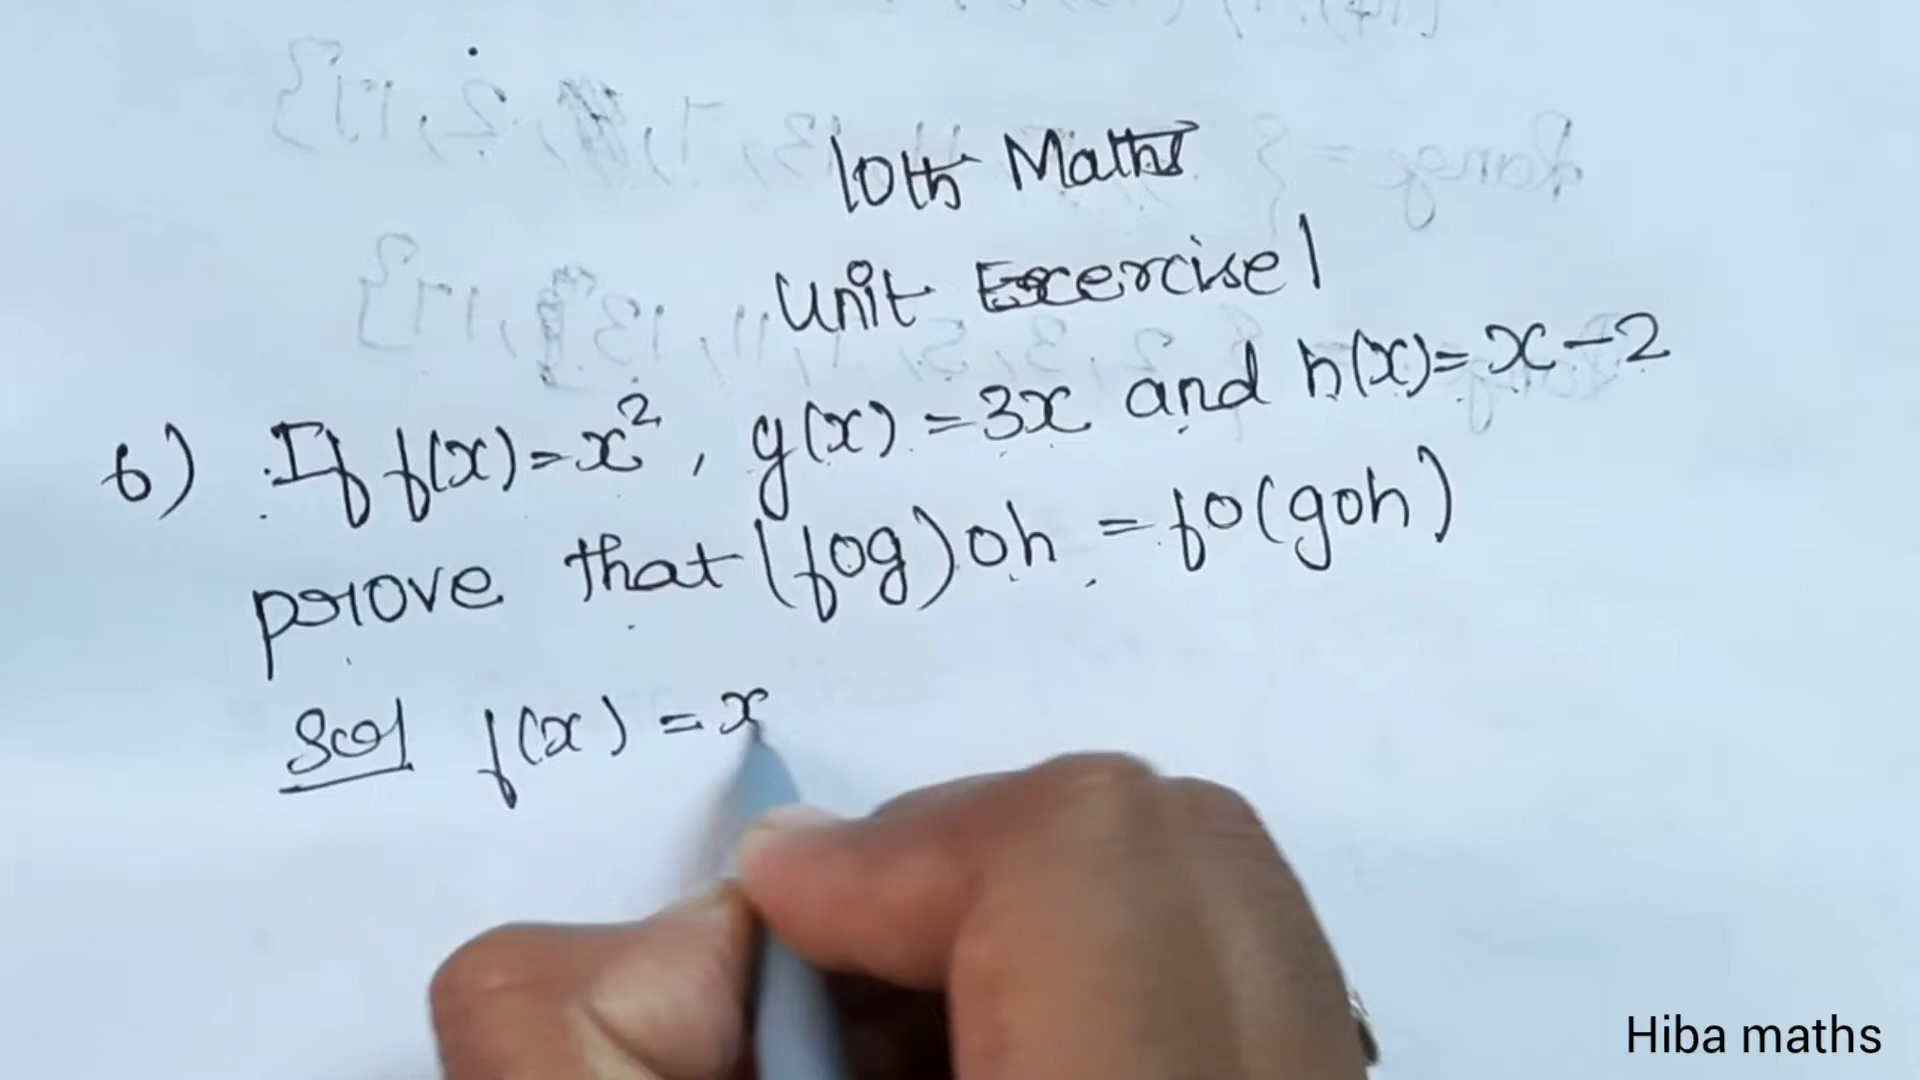 10th Maths
Unit Exercise 1
6) If f(x)=x², g(x)=3x and h(x)=x-2
prove that (fog)oh = fo(goh)
Sol f(x) = x
Hiba maths